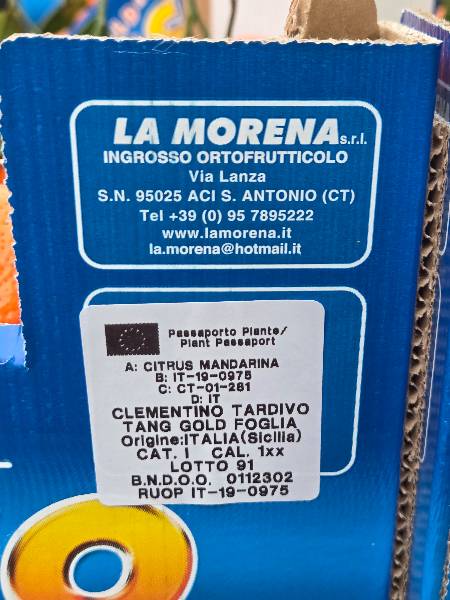 LA MORENA s.r.l.
INGROSSO ORTOFRUTTICOLO
Via Lanza
S.N. 95025 ACI S. ANTONIO (CT)
Tel +39 (0) 95 7895222
www.lamorena.it
la.morena@hotmail.it
Passaporto Piante/
Plant Passaport
A: CITRUS MANDARINA
B: IT-19-0975
C: CT-01-281
D: IT
CLEMENTINO TARDIVO
TANG GOLD FOGLIA
Origine:ITALIA(Sicilia)
CAT. I CAL. 1xx
LOTTO 91
B.N.D.O.O. 0112302
RUOP IT-19-0975